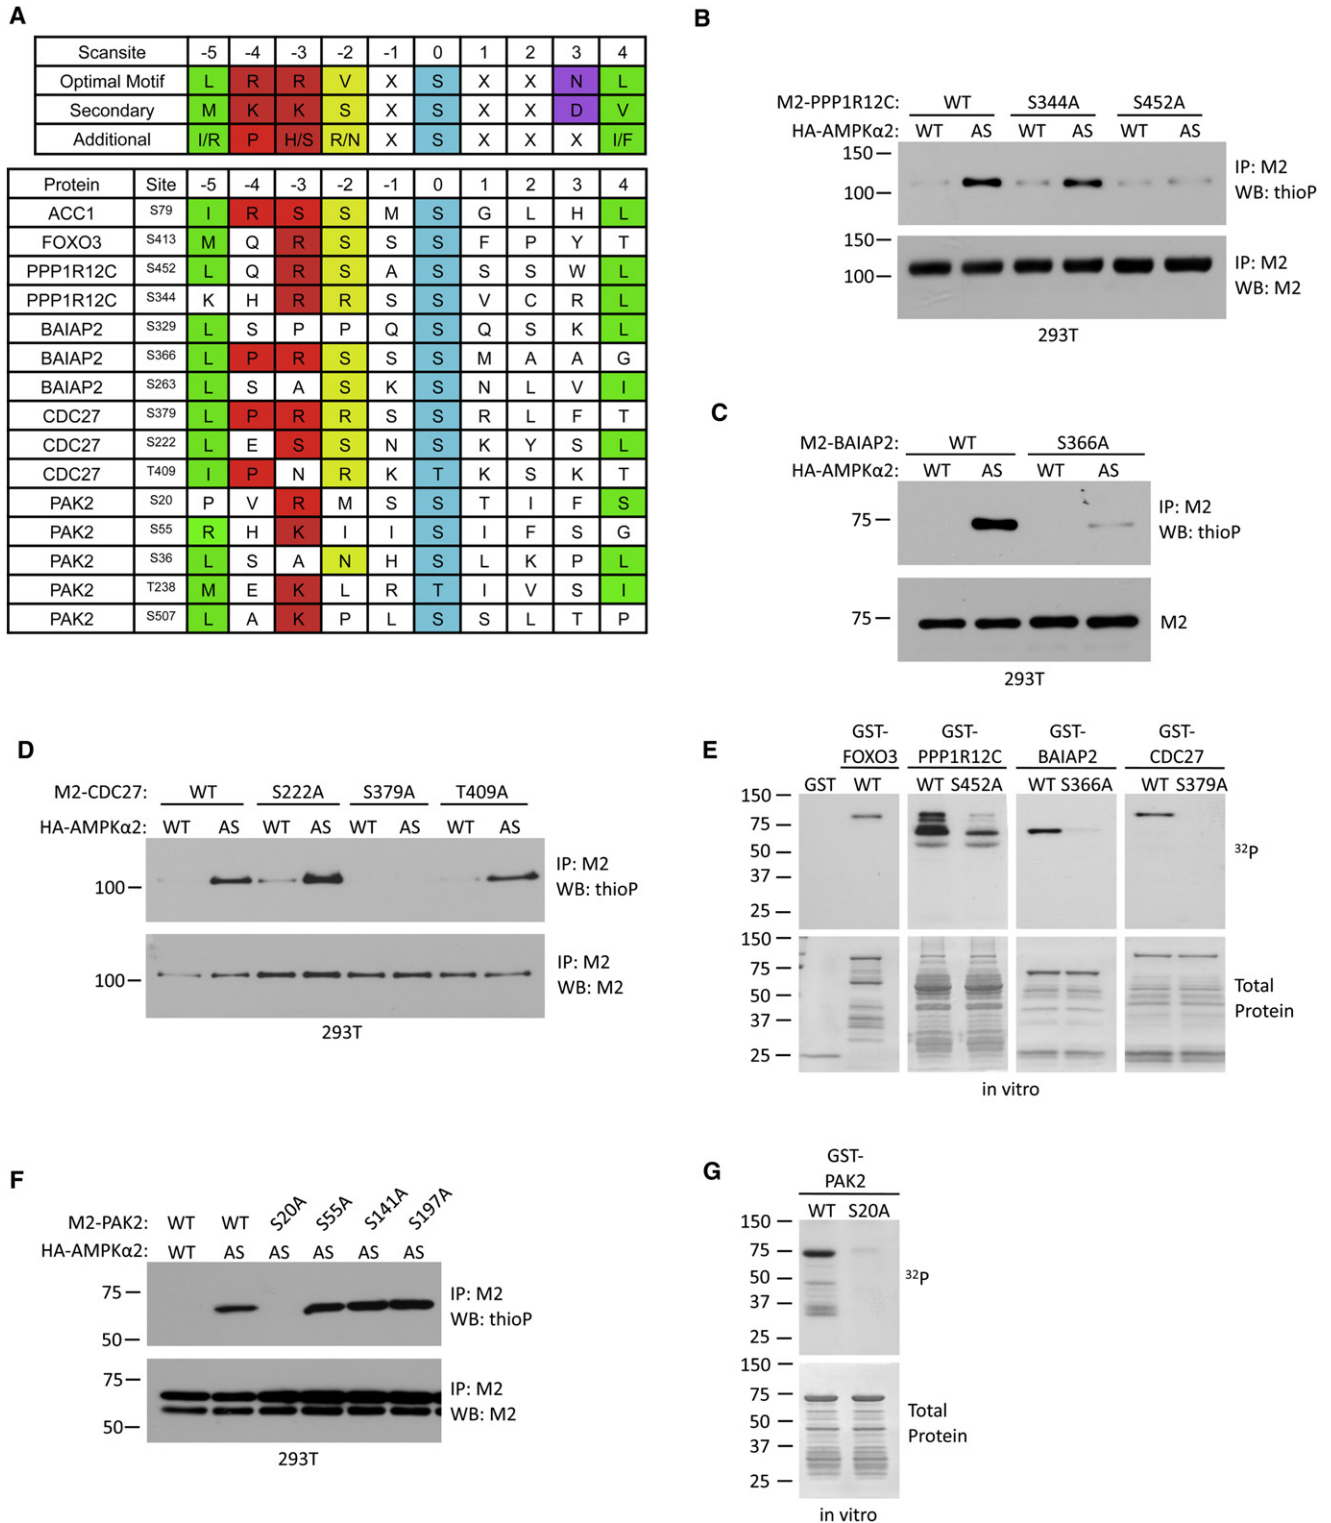 A
Scansite -5 -4 -3 -2 -1 0 1 2 3 4
Optimal Motif L R R V X S X X N L
Secondary M K K S X S X X D V
Additional I/R P H/S R/N X S X X X I/F
Protein Site -5 -4 -3 -2 -1 0 1 2 3 4
ACC1 S79 I R S S M S G L H L
FOXO3 S413 M Q R S S S F P Y T
PPP1R12C S452 L Q R S A S S S W L
PPP1R12C S344 K H R R S S V C R L
BAIAP2 S329 L S P P Q S Q S K L
BAIAP2 S366 L P R S S S M A A G
BAIAP2 S263 L S A S K S N L V I
CDC27 S379 L P R R S S R L F T
CDC27 S222 L E S S N S K Y S L
CDC27 T409 I P N R K T K S K T
PAK2 S20 P V R M S S T I F S
PAK2 S55 R H K I I S I F S G
PAK2 S36 L S A N H S L K P L
PAK2 T238 M E K L R T I V S I
PAK2 S507 L A K P L S S L T P
B
M2-PPP1R12C: WT S344A S452A
HA-AMPKα2: WT AS WT AS WT AS
150
100
IP: M2
WB: thioP
150
100
IP: M2
WB: M2
293T
C
M2-BAIAP2: WT S366A
HA-AMPKα2: WT AS WT AS
75
IP: M2
WB: thioP
75
M2
293T
D
M2-CDC27: WT S222A S379A T409A
HA-AMPKα2: WT AS WT AS WT AS WT AS
100
IP: M2
WB: thioP
100
IP: M2
WB: M2
293T
E
GST- GST- GST- GST-
FOXO3 PPP1R12C BAIAP2 CDC27
GST WT WT S452A WT S366A WT S379A
150
75
50
37
25
32P
150
75
50
37
25
Total
Protein
in vitro
F
M2-PAK2: WT WT S20A S55A S141A S197A
HA-AMPKα2: WT AS AS AS AS AS
75
50
IP: M2
WB: thioP
75
50
IP: M2
WB: M2
293T
G
GST-
PAK2
WT S20A
150
75
50
37
25
32P
150
75
50
37
25
Total
Protein
in vitro